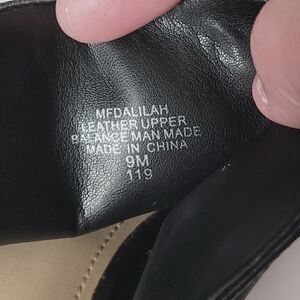 MFDALILAH
LEATHER UPPER
BALANCE MAN MADE
MADE IN CHINA
9M
119